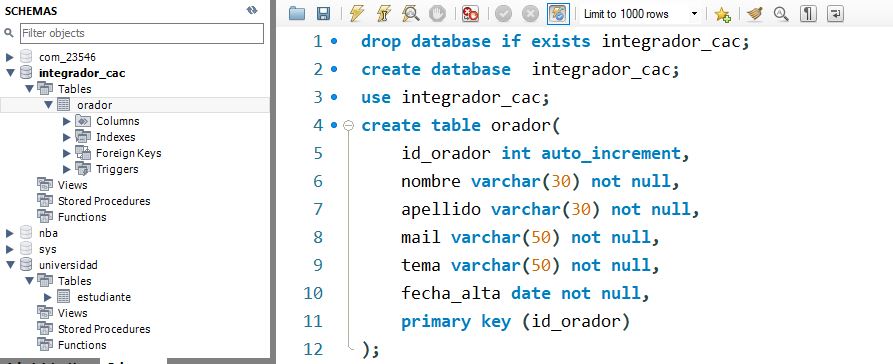 SCHEMAS
Filter objects
com_23546
integrador_cac
Tables
orador
Columns
Indexes
Foreign Keys
Triggers
Views
Stored Procedures
Functions
nba
sys
universidad
Tables
estudiante
Views
Stored Procedures
Functions
Limit to 1000 rows
1 drop database if exists integrador_cac;
2 create database  integrador_cac;
3 use integrador_cac;
4 create table orador(
5 id_orador int auto_increment,
6 nombre varchar(30) not null,
7 apellido varchar(30) not null,
8 mail varchar(50) not null,
9 tema varchar(50) not null,
10 fecha_alta date not null,
11 primary key (id_orador)
12 );